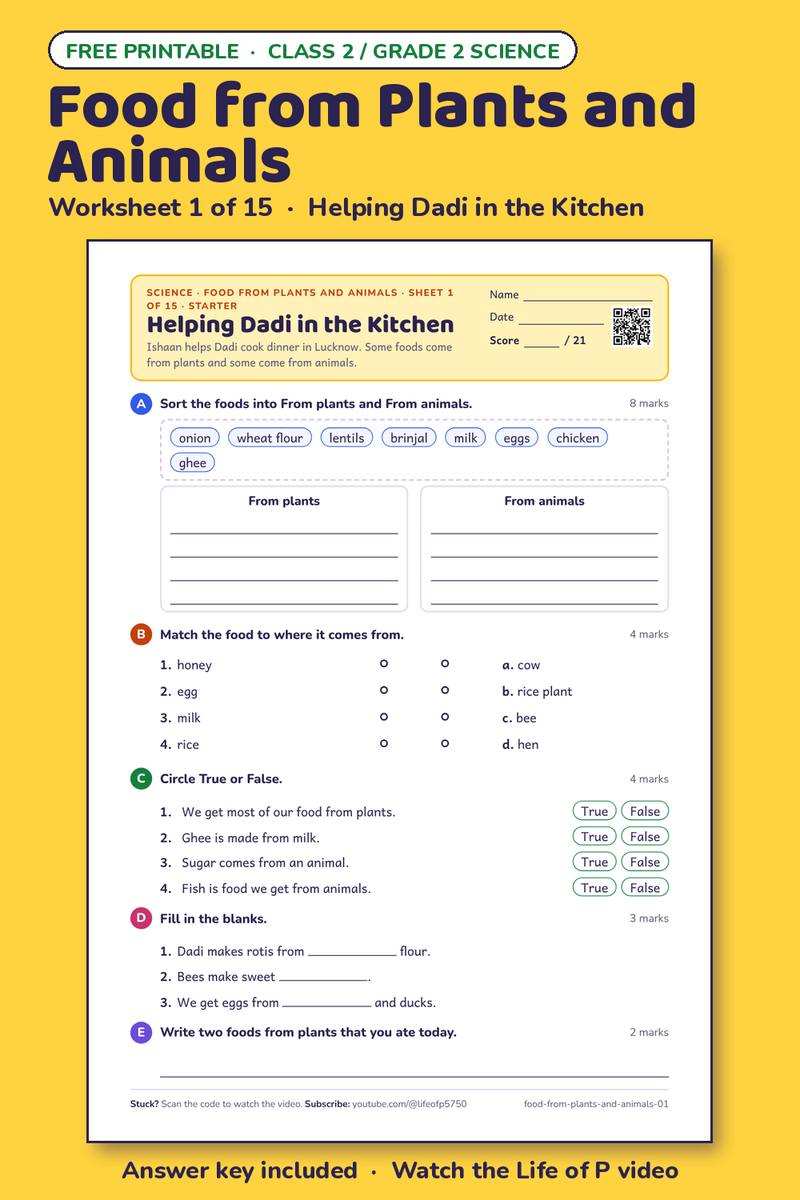 FREE PRINTABLE · CLASS 2 / GRADE 2 SCIENCE
Food from Plants and
Animals
Worksheet 1 of 15 · Helping Dadi in the Kitchen
SCIENCE · FOOD FROM PLANTS AND ANIMALS · SHEET 1
OF 15 · STARTER
Helping Dadi in the Kitchen
Ishaan helps Dadi cook dinner in Lucknow. Some foods come
from plants and some come from animals.
Name
Date
Score / 21
A Sort the foods into From plants and From animals. 8 marks
onion wheat flour lentils brinjal milk eggs chicken
ghee
From plants From animals
B Match the food to where it comes from. 4 marks
1. honey a. cow
2. egg b. rice plant
3. milk c. bee
4. rice d. hen
C Circle True or False. 4 marks
1. We get most of our food from plants. True False
2. Ghee is made from milk. True False
3. Sugar comes from an animal. True False
4. Fish is food we get from animals. True False
D Fill in the blanks. 3 marks
1. Dadi makes rotis from ____________ flour.
2. Bees make sweet ____________.
3. We get eggs from ____________ and ducks.
E Write two foods from plants that you ate today. 2 marks
Stuck? Scan the code to watch the video. Subscribe: youtube.com/@lifeofp5750 food-from-plants-and-animals-01
Answer key included · Watch the Life of P video